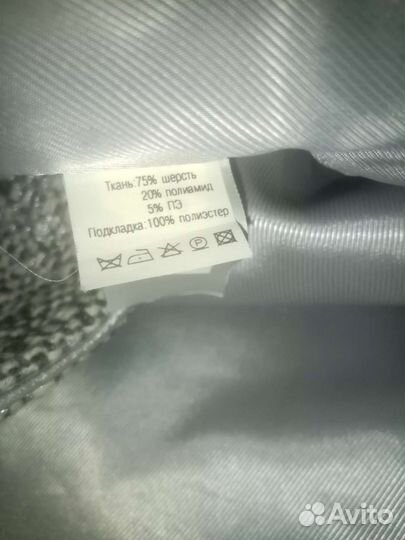 Ткань:75% шерсть
20% полиамид
5% ПЭ
Подкладка:100% полиэстер
P
Avito